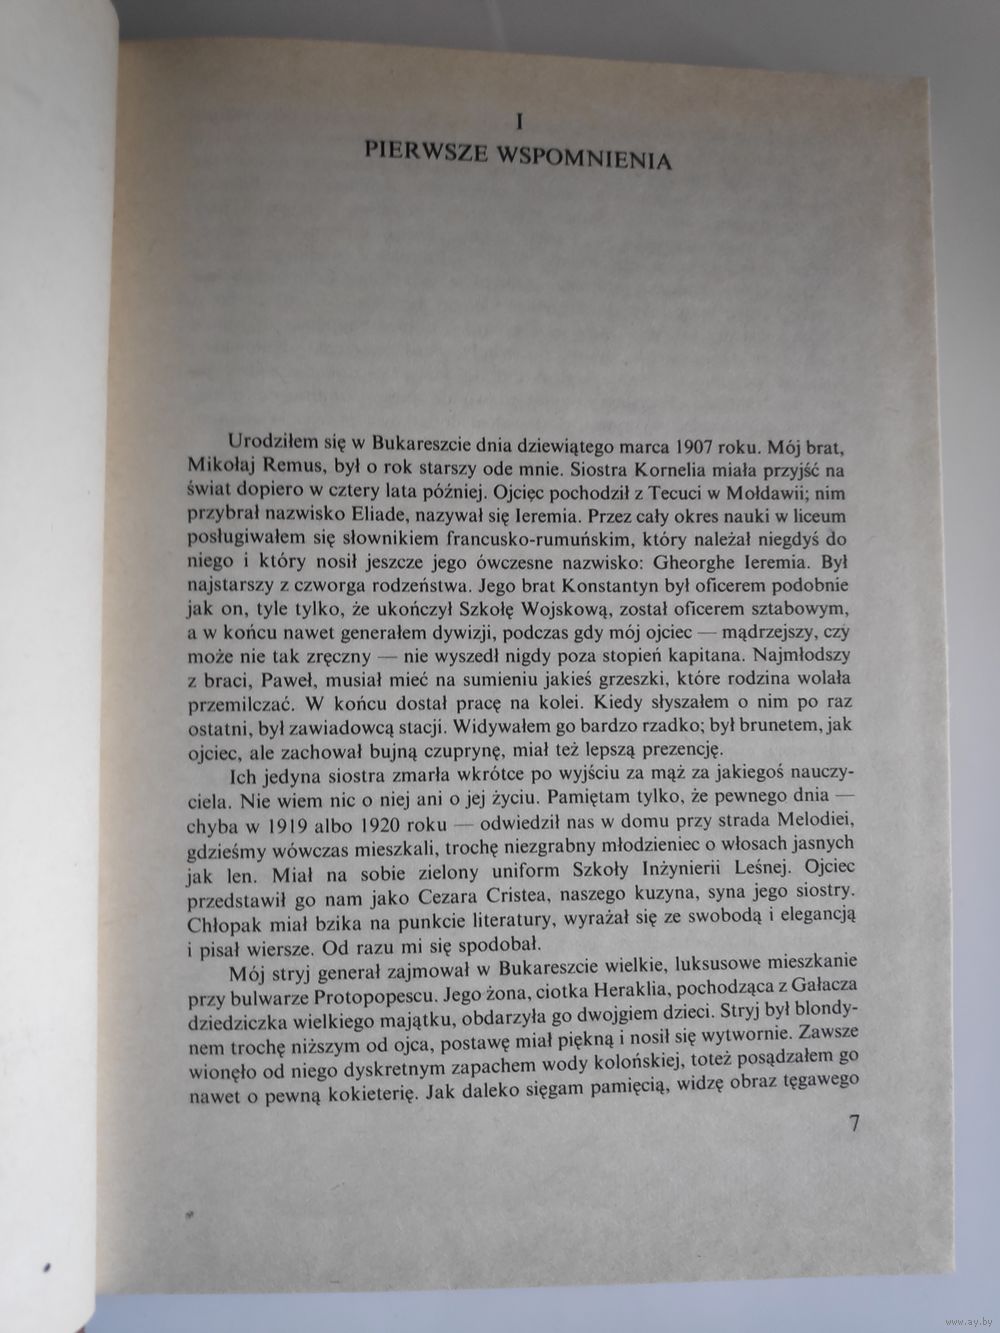 I
PIERWSZE WSPOMNIENIA
Urodziłem się w Bukareszcie dnia dziewiątego marca 1907 roku. Mój brat,
Mikołaj Remus, był o rok starszy ode mnie. Siostra Kornelia miała przyjść na
świat dopiero w cztery lata później. Ojcięc pochodził z Tecuci w Mołdawii; nim
przybrał nazwisko Eliade, nazywał się Ieremia. Przez cały okres nauki w liceum
posługiwałem się słownikiem francusko-rumuńskim, który należał niegdyś do
niego i który nosił jeszcze jego ówczesne nazwisko: Gheorghe Ieremia. Był
najstarszy z czworga rodzeństwa. Jego brat Konstantyn był oficerem podobnie
jak on, tyle tylko, że ukończył Szkołę Wojskową, został oficerem sztabowym,
a w końcu nawet generałem dywizji, podczas gdy mój ojciec — mądrzejszy, czy
może nie tak zręczny — nie wyszedł nigdy poza stopień kapitana. Najmłodszy
z braci, Paweł, musiał mieć na sumieniu jakieś grzeszki, które rodzina wolała
przemilczać. W końcu dostał pracę na kolei. Kiedy słyszałem o nim po raz
ostatni, był zawiadowcą stacji. Widywałem go bardzo rzadko; był brunetem, jak
ojciec, ale zachował bujną czuprynę, miał też lepszą prezencję.
Ich jedyna siostra zmarła wkrótce po wyjściu za mąż za jakiegoś nauczy-
ciela. Nie wiem nic o niej ani o jej życiu. Pamiętam tylko, że pewnego dnia —
chyba w 1919 albo 1920 roku — odwiedził nas w domu przy strada Melodiei,
gdzieśmy wówczas mieszkali, trochę niezgrabny młodzieniec o włosach jasnych
jak len. Miał na sobie zielony uniform Szkoły Inżynierii Leśnej. Ojciec
przedstawił go nam jako Cezara Cristea, naszego kuzyna, syna jego siostry.
Chłopak miał bzika na punkcie literatury, wyrażał się ze swobodą i elegancją
i pisał wiersze. Od razu mi się spodobał.
Mój stryj generał zajmował w Bukareszcie wielkie, luksusowe mieszkanie
przy bulwarze Protopopescu. Jego żona, ciotka Heraklia, pochodząca z Gałacza
dziedziczka wielkiego majątku, obdarzyła go dwojgiem dzieci. Stryj był blondy-
nem trochę niższym od ojca, postawę miał piękną i nosił się wytwornie. Zawsze
wionęło od niego dyskretnym zapachem wody kolońskiej, toteż posądzałem go
nawet o pewną kokieterię. Jak daleko sięgam pamięcią, widzę obraz tęgawego
7
www.ay.by